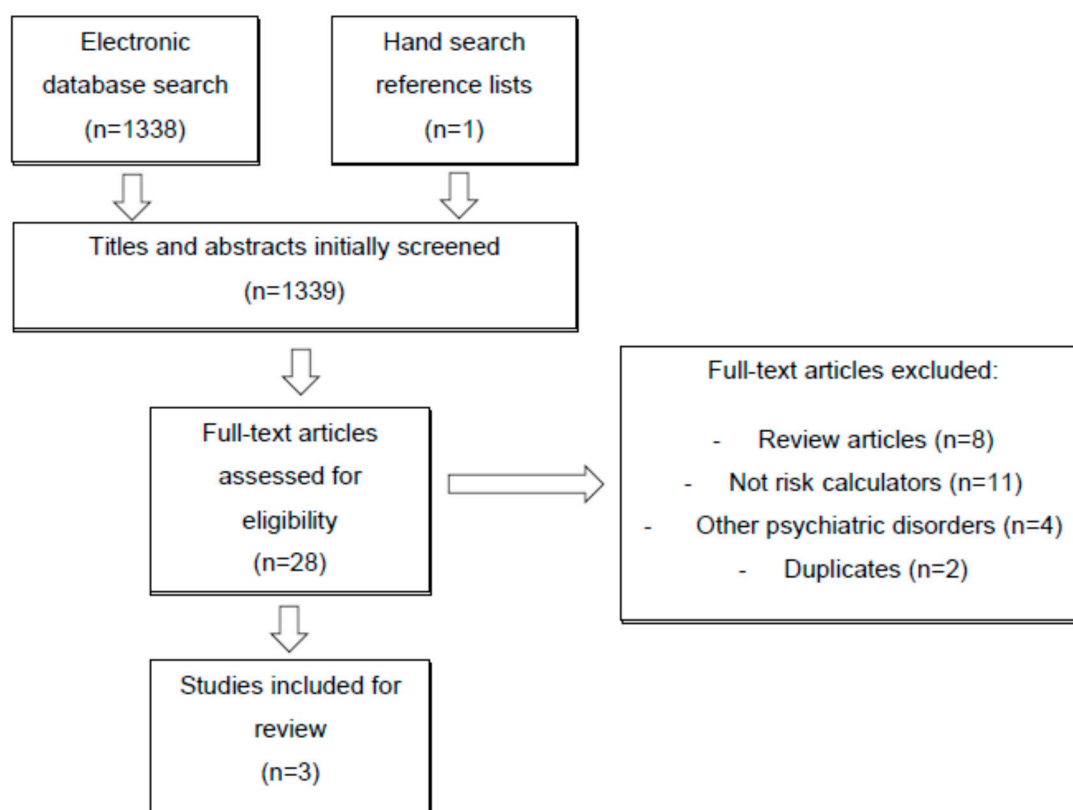 Electronic
database search
(n=1338)
Hand search
reference lists
(n=1)
Titles and abstracts initially screened
(n=1339)
Full-text articles
assessed for
eligibility
(n=28)
Full-text articles excluded:
- Review articles (n=8)
- Not risk calculators (n=11)
- Other psychiatric disorders (n=4)
- Duplicates (n=2)
Studies included for
review
(n=3)